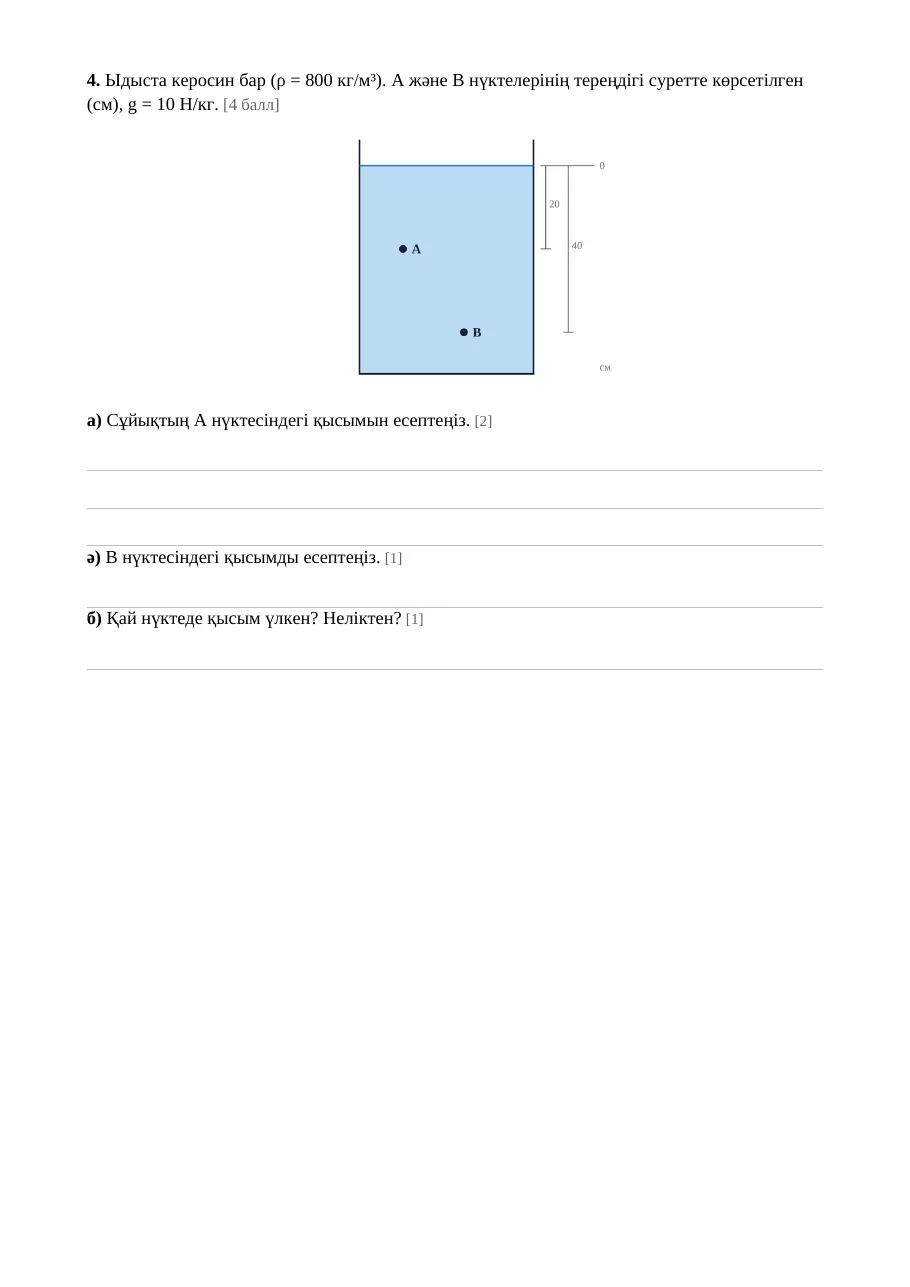 4. Ыдыста керосин бар (ρ = 800 кг/м³). А және В нүктелерінің тереңдігі суретте көрсетілген
(см), g = 10 Н/кг. [4 балл]
0
20
A
40
B
см
а) Сұйықтың А нүктесіндегі қысымын есептеңіз. [2]
ә) В нүктесіндегі қысымды есептеңіз. [1]
б) Қай нүктеде қысым үлкен? Неліктен? [1]